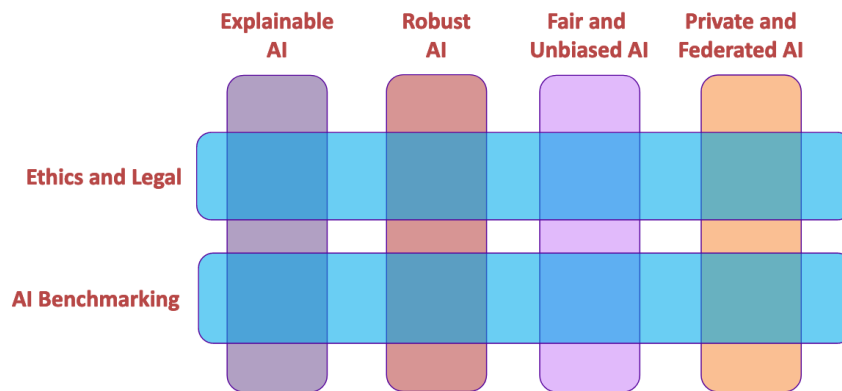 Explainable
AI
Robust
AI
Fair and
Unbiased AI
Private and
Federated AI
Ethics and Legal
AI Benchmarking